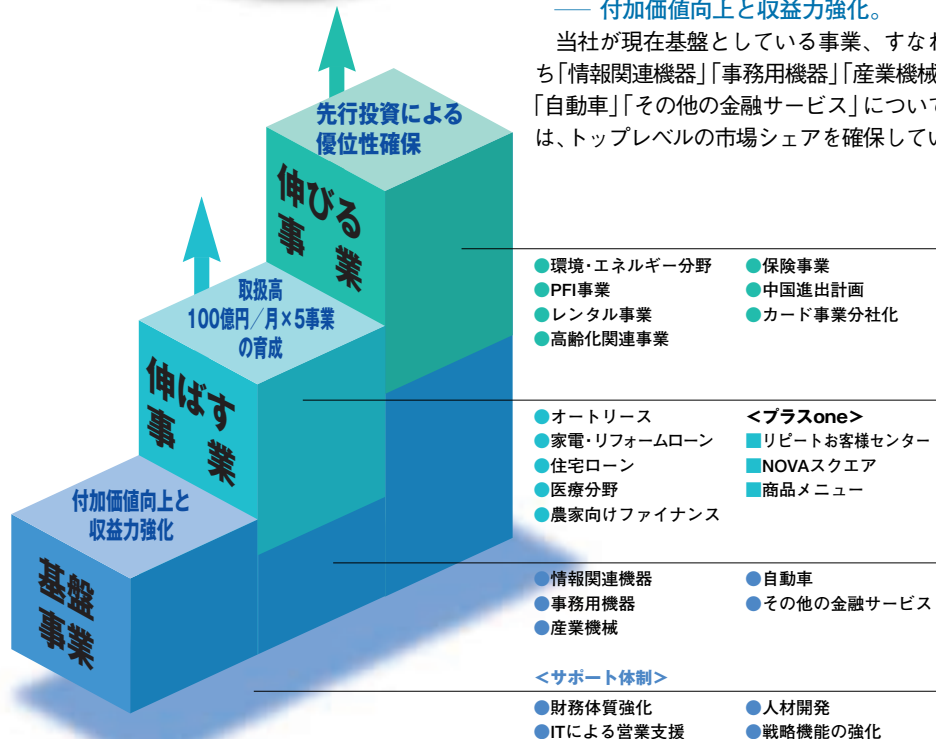 ── 付加価値向上と収益力強化。
当社が現在基盤としている事業、すなわ
ち「情報関連機器」「事務用機器」「産業機械
「自動車」「その他の金融サービス」について
は、トップレベルの市場シェアを確保してい
先行投資による
優位性確保
伸びる
事業
●環境・エネルギー分野
●PFI事業
●レンタル事業
●高齢化関連事業
●保険事業
●中国進出計画
●カード事業分社化
取扱高
100億円／月×5事業
の育成
伸ばす
事業
●オートリース
●家電・リフォームローン
●住宅ローン
●医療分野
●農家向けファイナンス
＜プラスone＞
■リピートお客様センター
■NOVAスクエア
■商品メニュー
付加価値向上と
収益力強化
基盤
事業
●情報関連機器
●事務用機器
●産業機械
●自動車
●その他の金融サービス
＜サポート体制＞
●財務体質強化
●ITによる営業支援
●人材開発
●戦略機能の強化